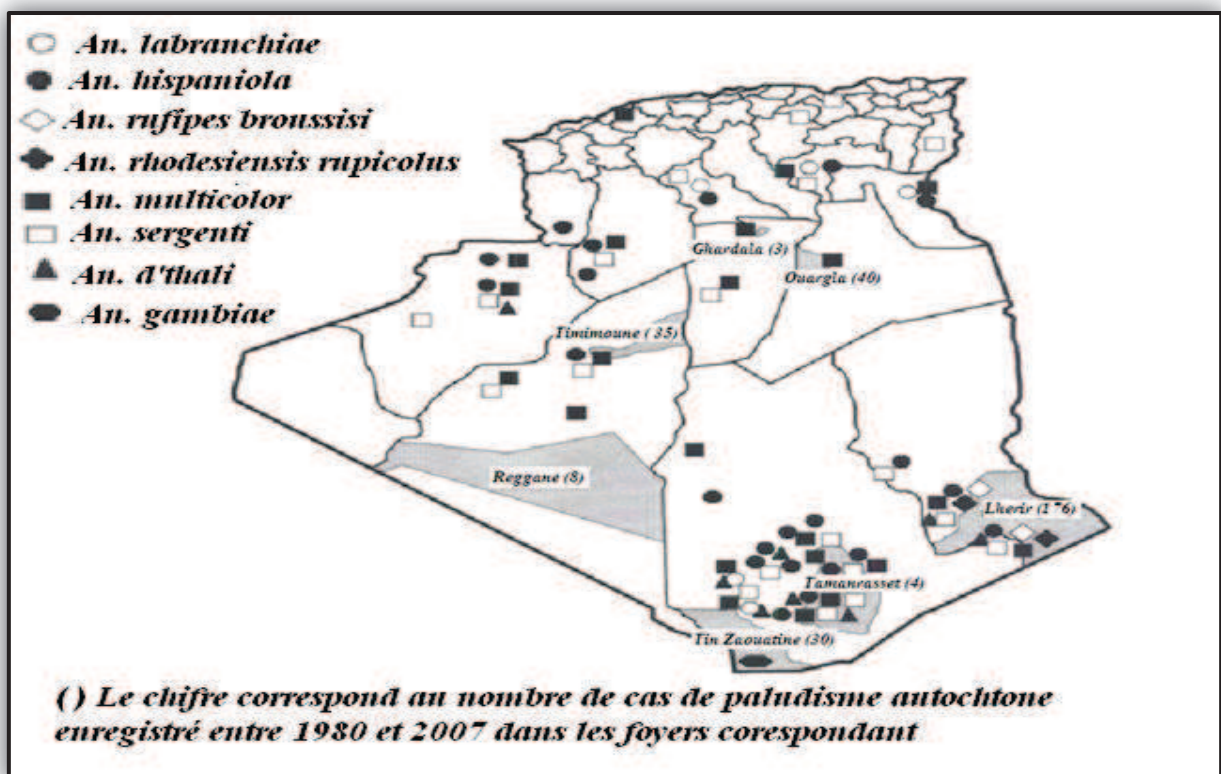 An. labranchiae
An. hispaniola
An. rufipes broussisi
An. rhodesiensis rupicolus
An. multicolor
An. sergenti
An. d'thali
An. gambiae
Ghardaia (3)
Ouargla (40)
Timimoune (35)
Reggane (8)
Lherir (176)
Tamanrasset (4)
Tin Zaouatine (30)
() Le chiffre correspond au nombre de cas de paludisme autochtone
enregistré entre 1980 et 2007 dans les foyers corespondant